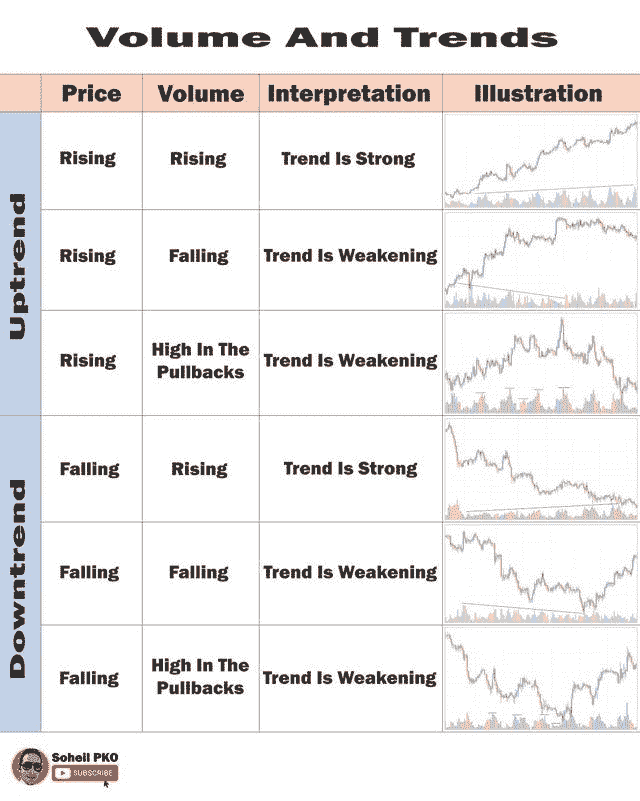 Volume And Trends
Price Volume Interpretation Illustration
Uptrend
Rising Rising Trend Is Strong
Rising Falling Trend Is Weakening
Rising High In The Pullbacks Trend Is Weakening
Downtrend
Falling Rising Trend Is Strong
Falling Falling Trend Is Weakening
Falling High In The Pullbacks Trend Is Weakening
Soheil PKO
SUBSCRIBE